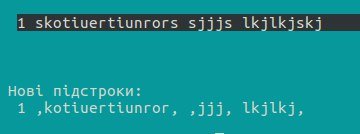 1 skotiuertiunrors sjjjs lkjlkjskj
Нові підстроки:
1 ,kotiuertiunror, ,jjj, lkjlkj,